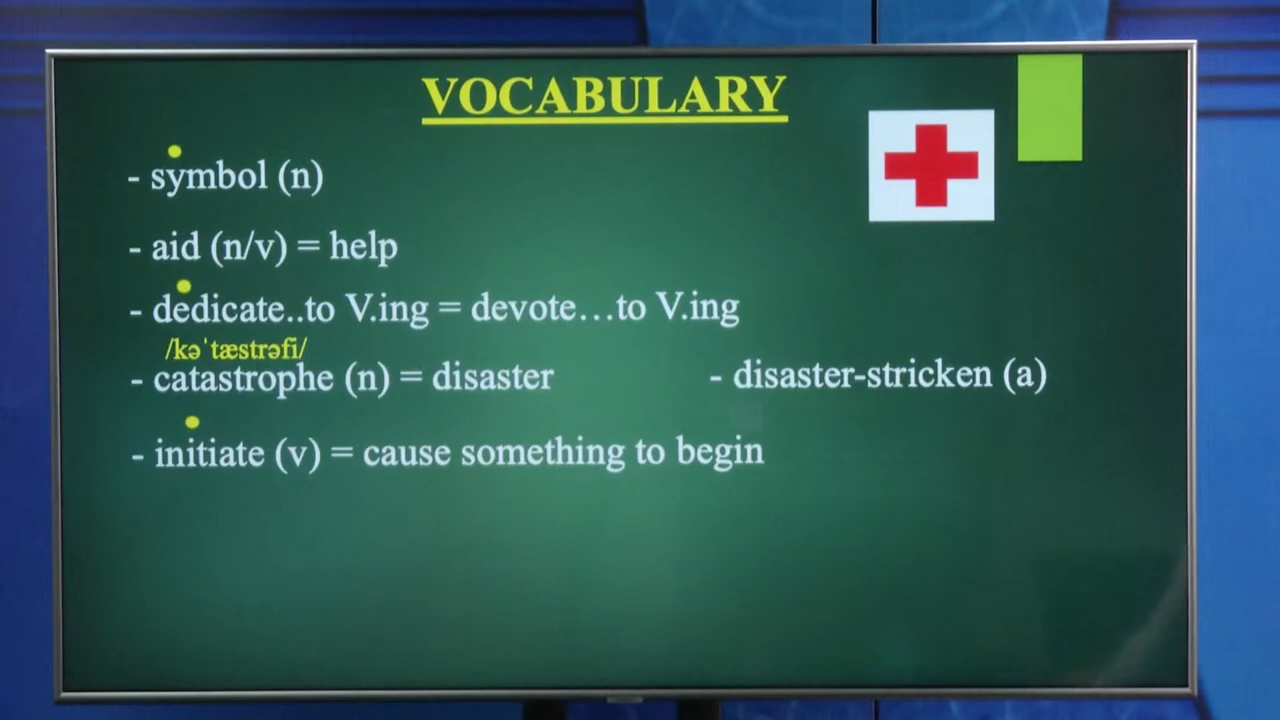 VOCABULARY
- symbol (n)
- aid (n/v) = help
- dedicate..to V.ing = devote…to V.ing
/kəˈtæstrəfi/
- catastrophe (n) = disaster - disaster-stricken (a)
- initiate (v) = cause something to begin